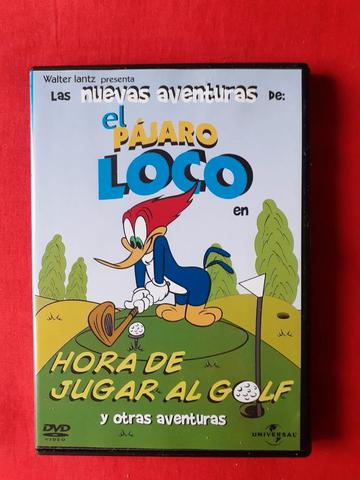 Walter Lantz presenta
Las nuevas aventuras de:
el
PÁJARO
LOCO
en
HORA DE
JUGAR AL GOLF
y otras aventuras
DVD
VIDEO
UNIVERSAL